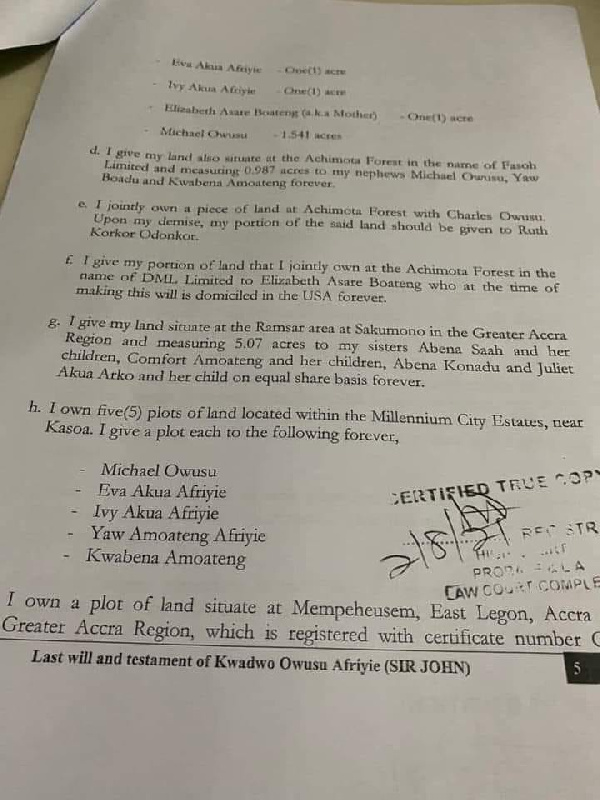 - Eva Akua Afriyie - One(1) acre
- Ivy Akua Afriyie - One(1) acre
- Elizabeth Asare Boateng (a.k.a Mother) - One(1) acre
- Michael Owusu - 1.541 acres
d. I give my land also situate at the Achimota Forest in the name of Fasoh
Limited and measuring 0.987 acres to my nephews Michael Owusu, Yaw
Boadu and Kwabena Amoateng forever.
e. I jointly own a piece of land at Achimota Forest with Charles Owusu.
Upon my demise, my portion of the said land should be given to Ruth
Korkor Odonkor.
f. I give my portion of land that I jointly own at the Achimota Forest in the
name of DML Limited to Elizabeth Asare Boateng who at the time of
making this will is domiciled in the USA forever.
g. I give my land situate at the Ramsar area at Sakumono in the Greater Accra
Region and measuring 5.07 acres to my sisters Abena Saah and her
children, Comfort Amoateng and her children, Abena Konadu and Juliet
Akua Arko and her child on equal share basis forever.
h. I own five(5) plots of land located within the Millennium City Estates, near
Kasoa. I give a plot each to the following forever,
- Michael Owusu
- Eva Akua Afriyie
- Ivy Akua Afriyie
- Yaw Amoateng Afriyie
- Kwabena Amoateng
CERTIFIED TRUE COPY
LAW COURT COMPLE
I own a plot of land situate at Mempeheusem, East Legon, Accra
Greater Accra Region, which is registered with certificate number
Last will and testament of Kwadwo Owusu Afriyie (SIR JOHN)
5